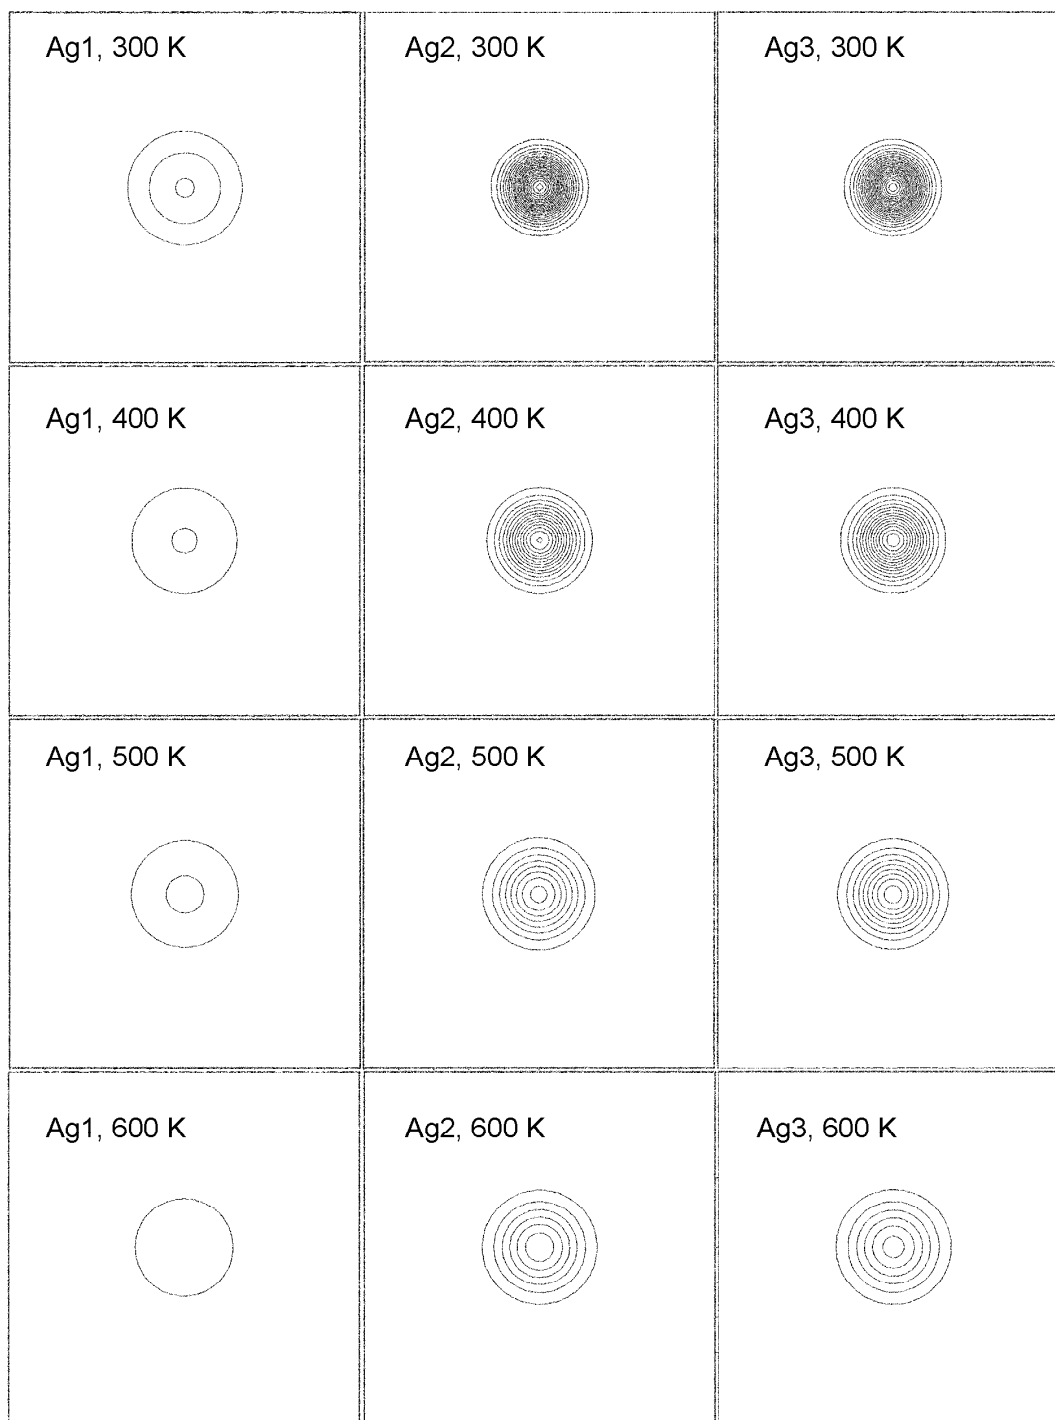 Ag1, 300 K
Ag2, 300 K
Ag3, 300 K
Ag1, 400 K
Ag2, 400 K
Ag3, 400 K
Ag1, 500 K
Ag2, 500 K
Ag3, 500 K
Ag1, 600 K
Ag2, 600 K
Ag3, 600 K